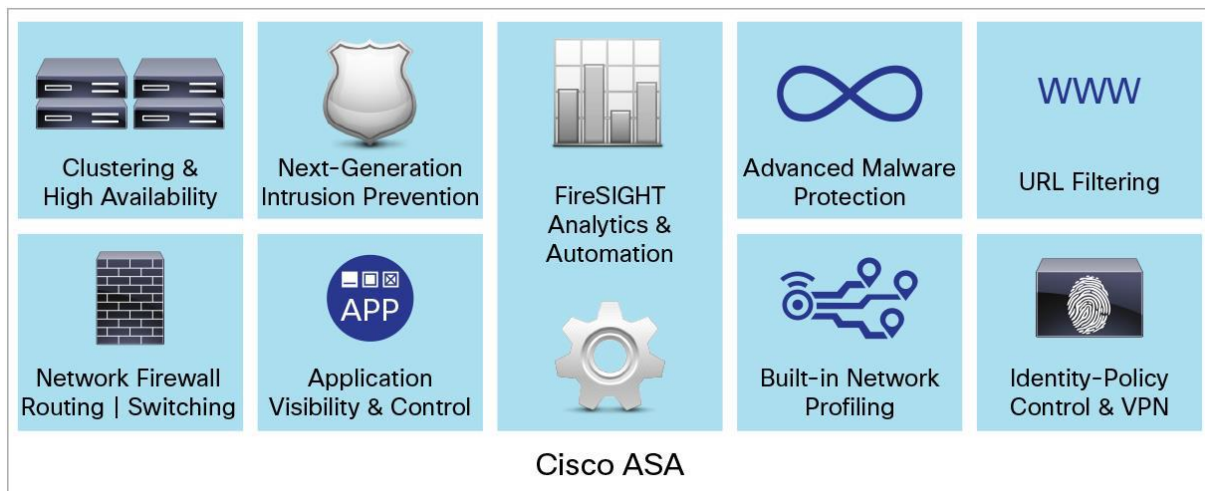 Clustering &
High Availability
Next-Generation
Intrusion Prevention
FireSIGHT
Analytics &
Automation
Advanced Malware
Protection
WWW
URL Filtering
Network Firewall
Routing | Switching
APP
Application
Visibility & Control
Built-in Network
Profiling
Identity-Policy
Control & VPN
Cisco ASA